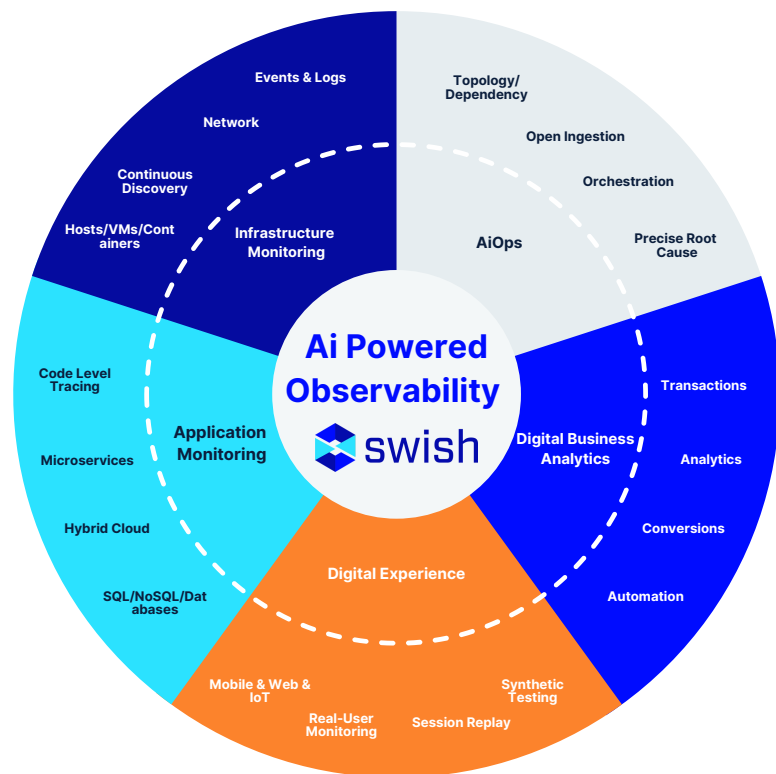 Events & Logs
Network
Continuous
Discovery
Hosts/VMs/Cont
ainers
Infrastructure
Monitoring
Topology/
Dependency
Open Ingestion
Orchestration
Precise Root
Cause
AiOps
Ai Powered
Observability
swish
Code Level
Tracing
Microservices
Hybrid Cloud
SQL/NoSQL/Dat
abases
Application
Monitoring
Digital Business
Analytics
Transactions
Analytics
Conversions
Automation
Digital Experience
Mobile & Web &
IoT
Real-User
Monitoring
Session Replay
Synthetic
Testing